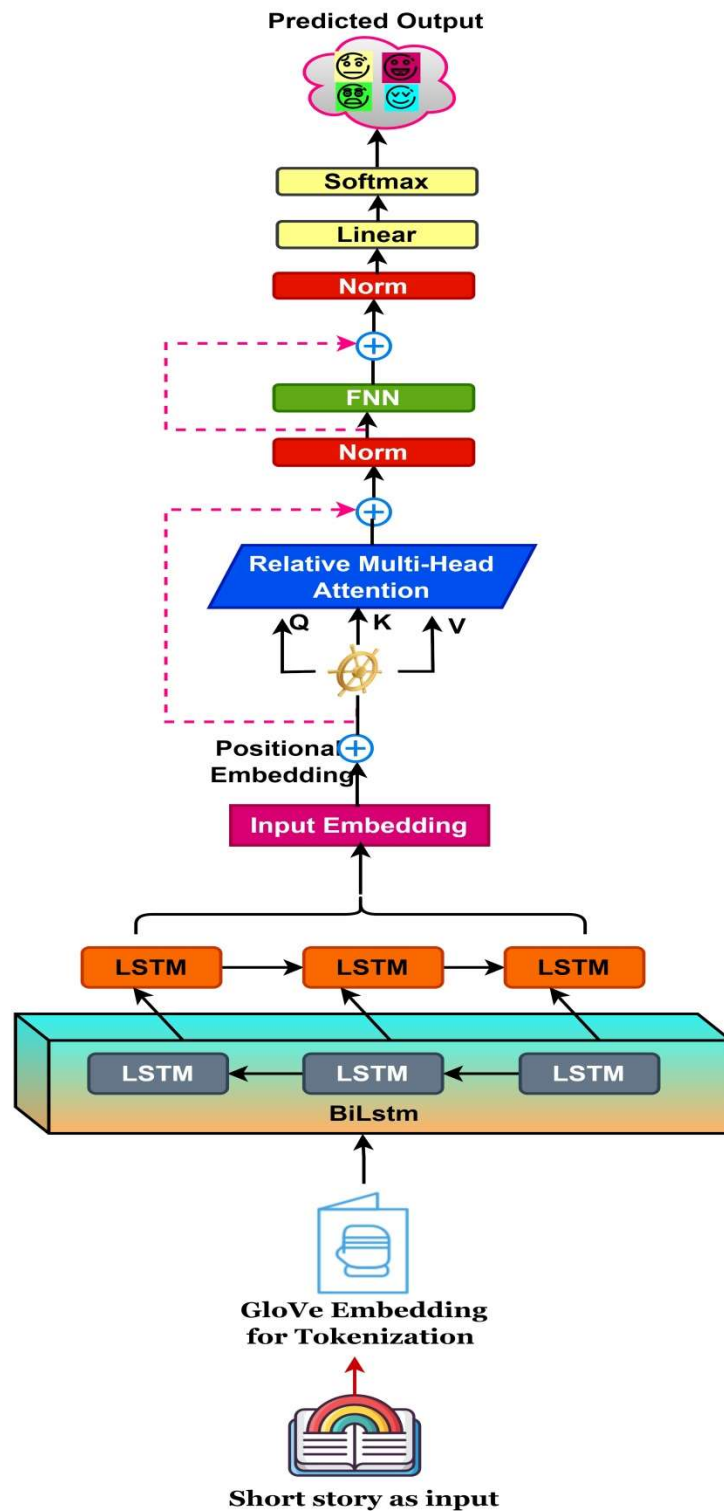 Predicted Output
Softmax
Linear
Norm
FNN
Norm
Relative Multi-Head
Attention
Q K V
Positional
Embedding
Input Embedding
LSTM LSTM LSTM
LSTM LSTM LSTM
BiLstm
GloVe Embedding
for Tokenization
Short story as input